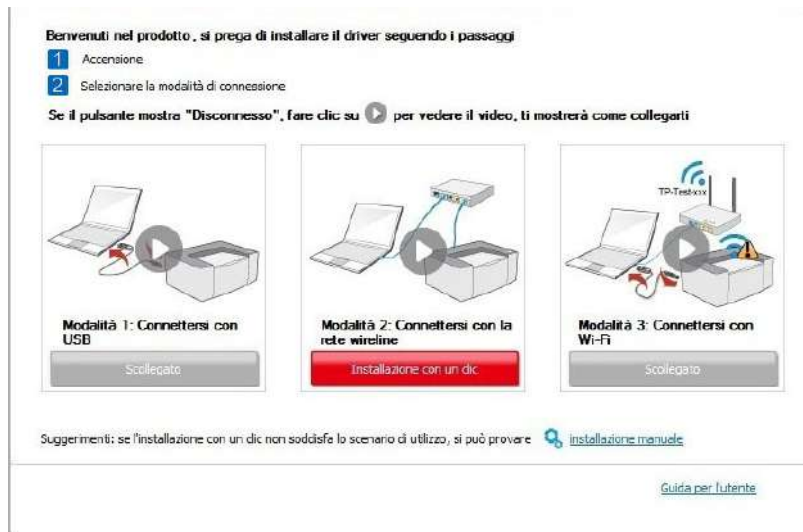 Benvenuti nel prodotto, si prega di installare il driver seguendo i passaggi
1 Accensione
2 Selezionare la modalità di connessione
Se il pulsante mostra "Disconnesso", fare clic su per vedere il video, ti mostrerà come collegarti
TP-Test-xxx
Modalità 1: Connettersi con
USB
Scollegato
Modalità 2: Connettersi con la
rete wireline
Installazione con un clic
Modalità 3: Connettersi con
Wi-Fi
Scollegato
Suggerimenti: se l'installazione con un clic non soddisfa lo scenario di utilizzo, si può provare installazione manuale
Guida per l'utente